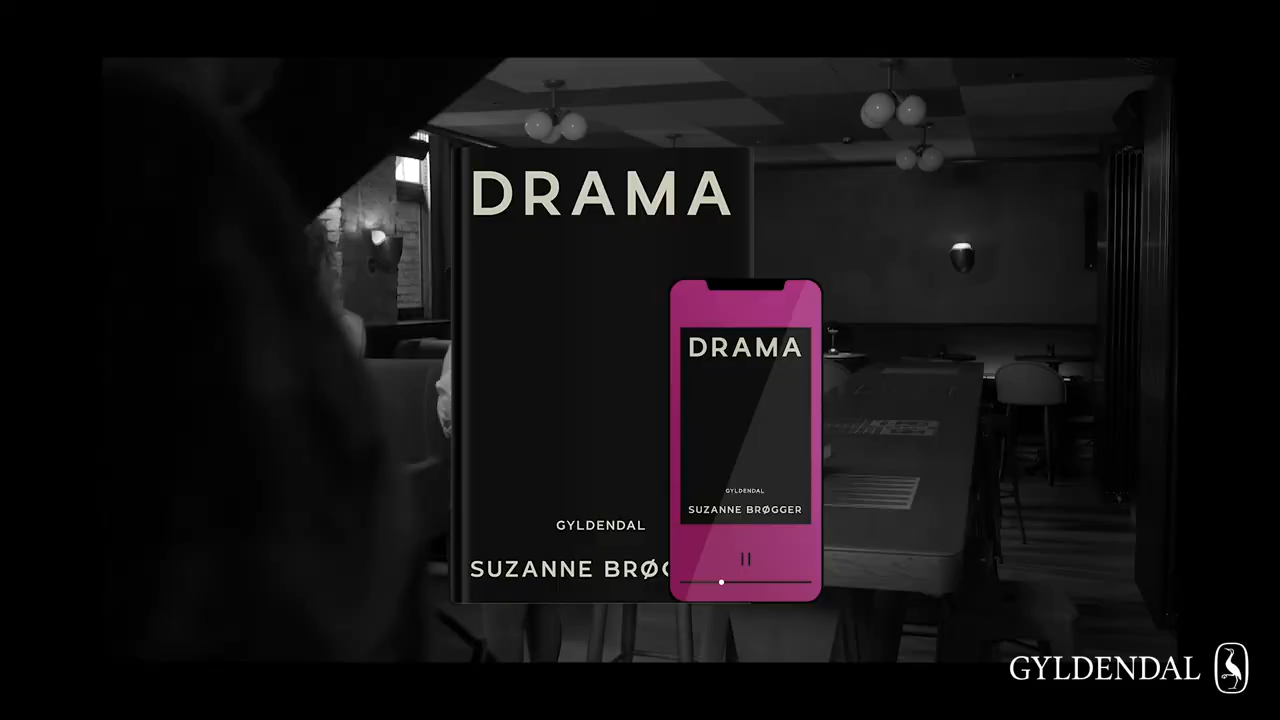 DRAMA
GYLDENDAL
SUZANNE BRØG
DRAMA
GYLDENDAL
SUZANNE BRØGGER
GYLDENDAL